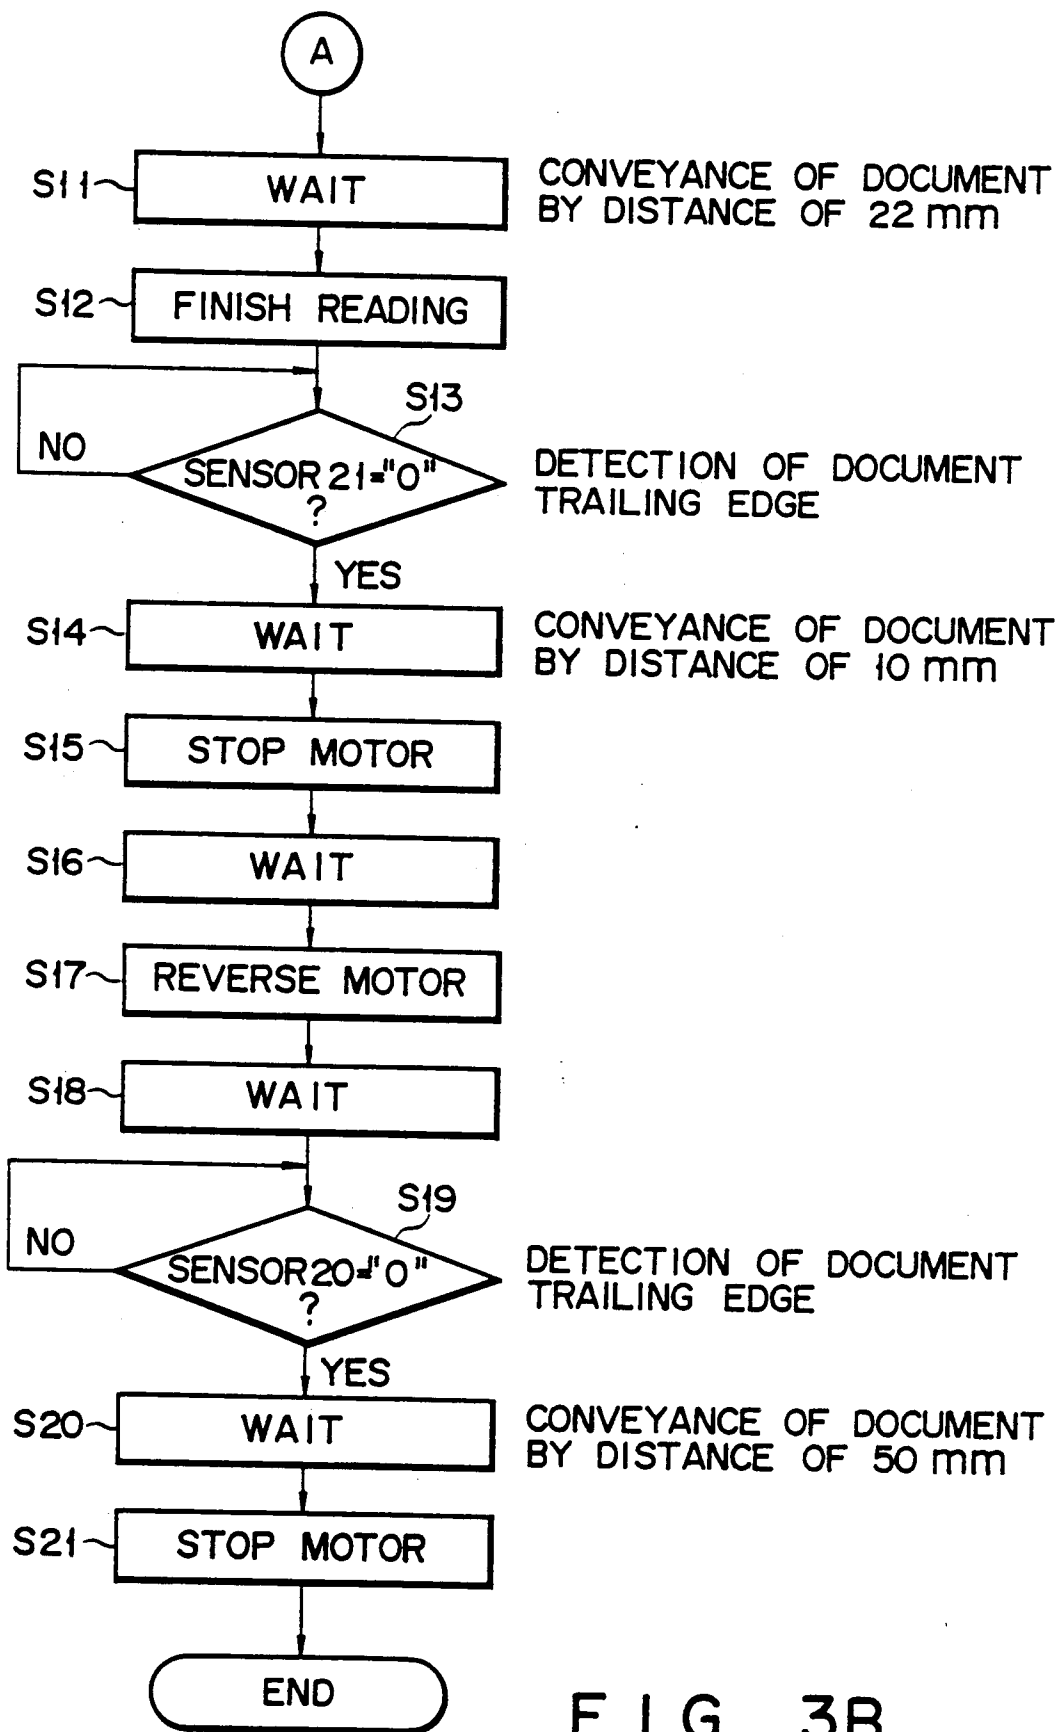 A
S11
WAIT
CONVEYANCE OF DOCUMENT
BY DISTANCE OF 22 mm
S12
FINISH READING
S13
NO
SENSOR 21="0"
?
DETECTION OF DOCUMENT
TRAILING EDGE
YES
S14
WAIT
CONVEYANCE OF DOCUMENT
BY DISTANCE OF 10 mm
S15
STOP MOTOR
S16
WAIT
S17
REVERSE MOTOR
S18
WAIT
S19
NO
SENSOR 20="0"
?
DETECTION OF DOCUMENT
TRAILING EDGE
YES
S20
WAIT
CONVEYANCE OF DOCUMENT
BY DISTANCE OF 50 mm
S21
STOP MOTOR
END
FIG. 3B